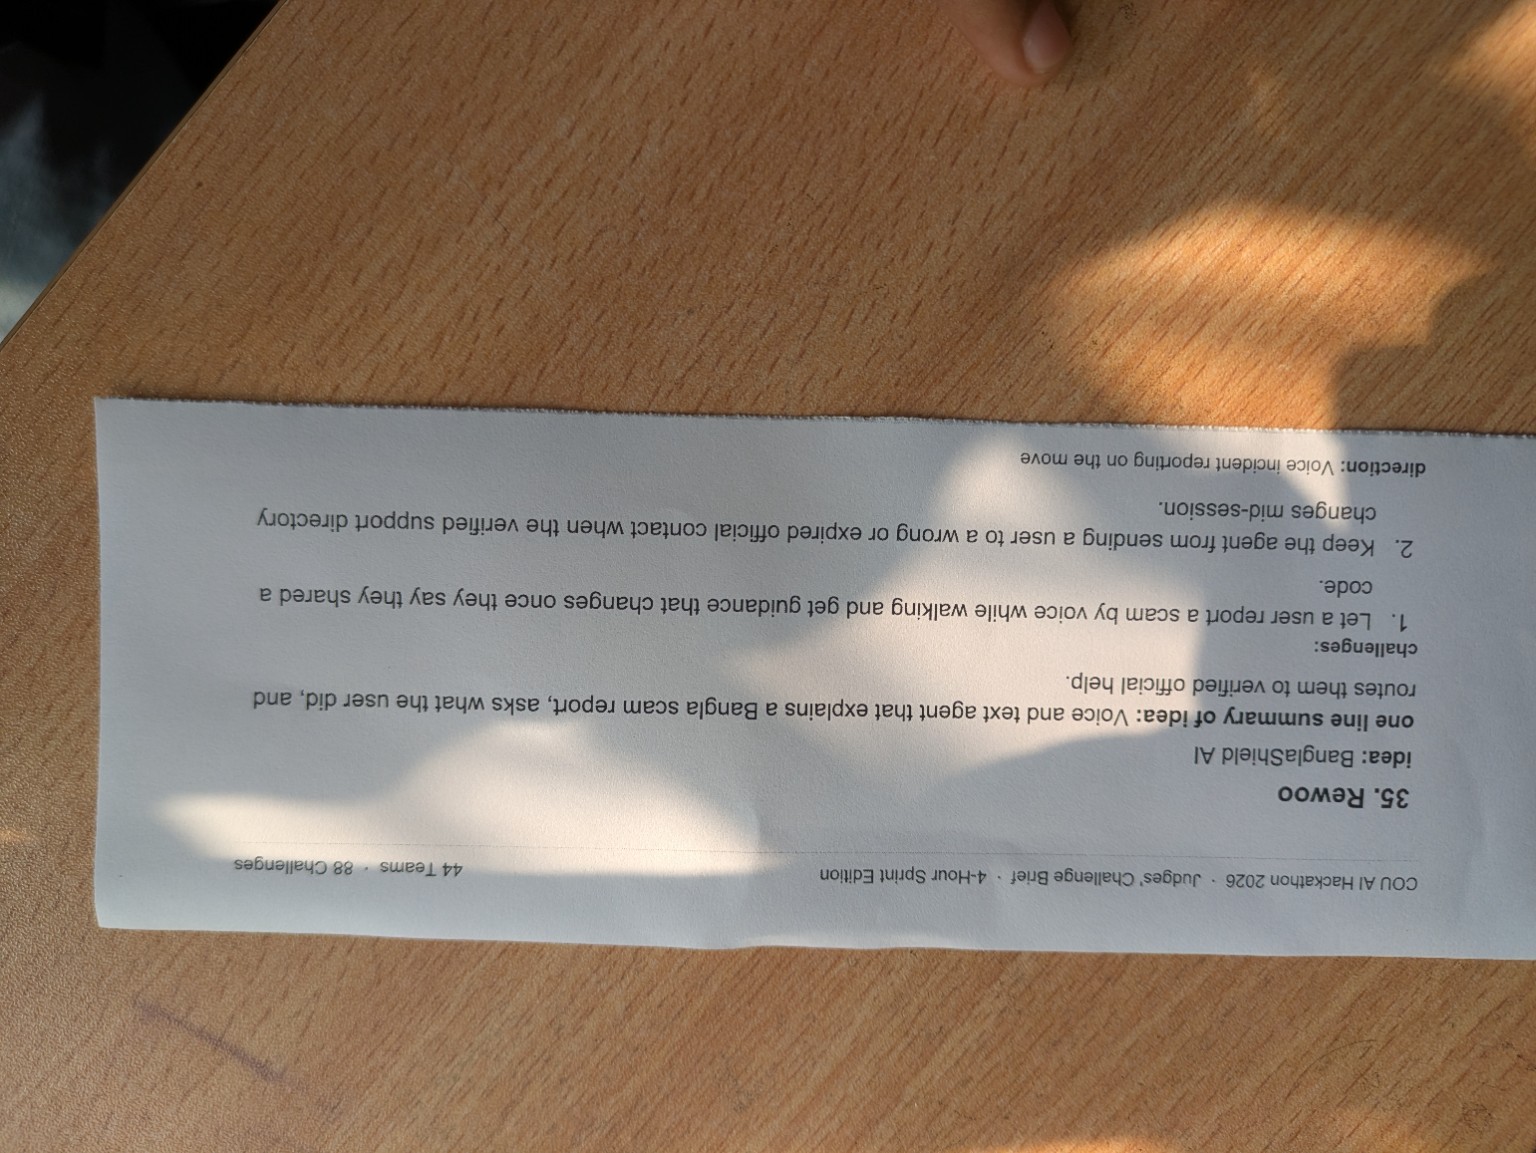 COU AI Hackathon 2026 · Judges' Challenge Brief · 4-Hour Sprint Edition 44 Teams · 88 Challenges
35. Rewoo
idea: BanglaShield AI
one line summary of idea: Voice and text agent that explains a Bangla scam report, asks what the user did, and
routes them to verified official help.
challenges:
1. Let a user report a scam by voice while walking and get guidance that changes once they say they shared a
code.
2. Keep the agent from sending a user to a wrong or expired official contact when the verified support directory
changes mid-session.
direction: Voice incident reporting on the move